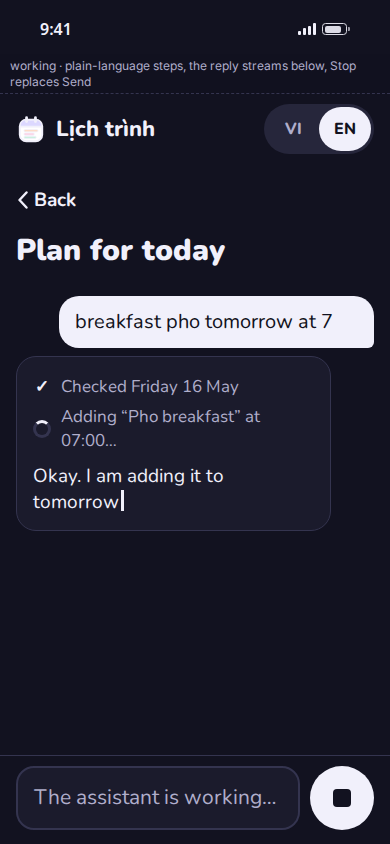 9:41
working · plain-language steps, the reply streams below, Stop
replaces Send
Lịch trình
VI
EN
Back
Plan for today
breakfast pho tomorrow at 7
✓ Checked Friday 16 May
Adding “Pho breakfast” at
07:00…
Okay. I am adding it to
tomorrow
The assistant is working…